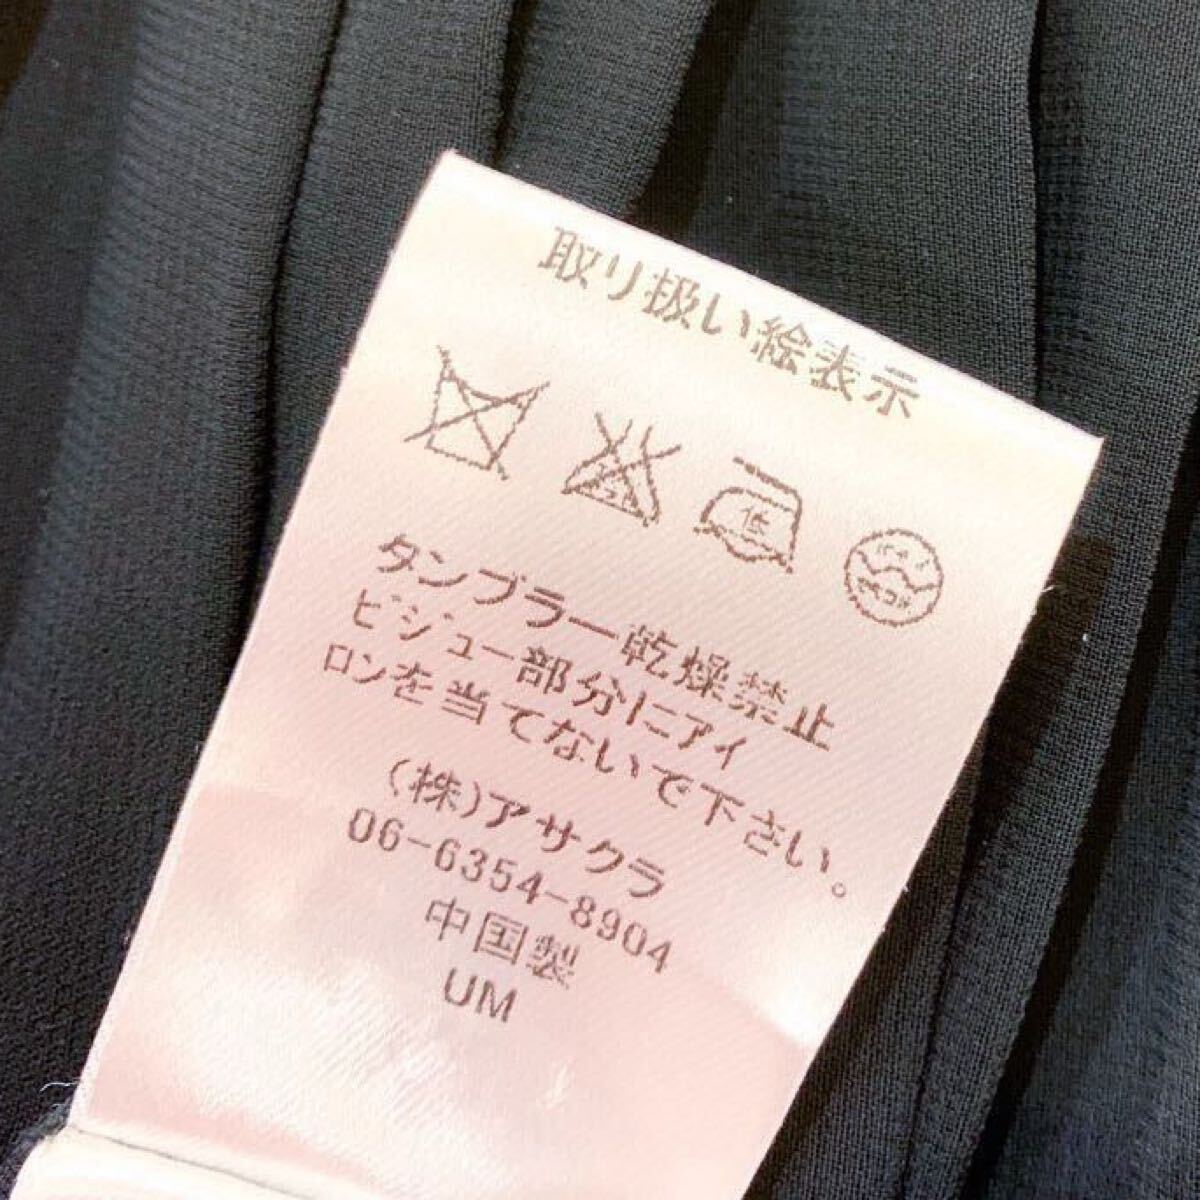 取り扱い絵表示
低
タンブラー乾燥禁止
ビジュー部分にアイ
ロンを当てないで下さい。
(株)アサクラ
06-6354-8904
中国製
UM